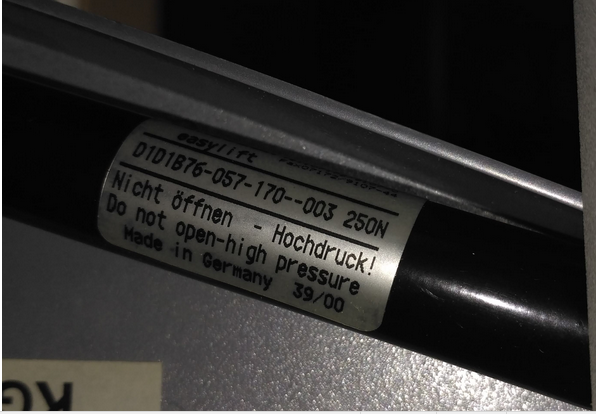 easylift
D1D1B76-057-170--003 250N
Nicht öffnen - Hochdruck!
Do not open-high pressure
Made in Germany 39/00
KG